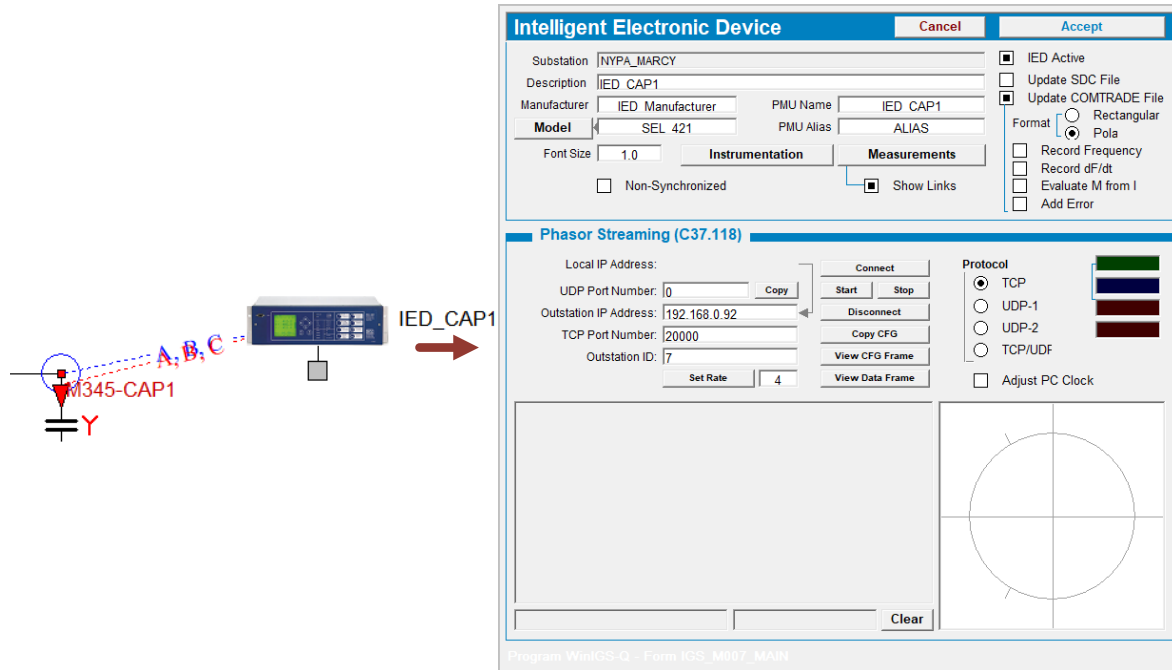 A, B, C
A, B, C
IED_CAP1
M345-CAP1
Y
Intelligent Electronic Device
Cancel
Accept
Substation NYPA_MARCY
Description IED_CAP1
Manufacturer IED_Manufacturer PMU Name IED_CAP1
Model SEL_421 PMU Alias ALIAS
Font Size 1.0 Instrumentation Measurements
Non-Synchronized Show Links
IED Active
Update SDC File
Update COMTRADE File
Format Rectangular
Pola
Record Frequency
Record dF/dt
Evaluate M from I
Add Error
Phasor Streaming (C37.118)
Local IP Address:
UDP Port Number: 0 Copy
Outstation IP Address: 192.168.0.92
TCP Port Number: 20000
Outstation ID: 7
Set Rate 4
Connect
Start Stop
Disconnect
Copy CFG
View CFG Frame
View Data Frame
Protocol
TCP
UDP-1
UDP-2
TCP/UDF
Adjust PC Clock
Clear
Program WinIGS-Q - Form IGS_M007_MAIN